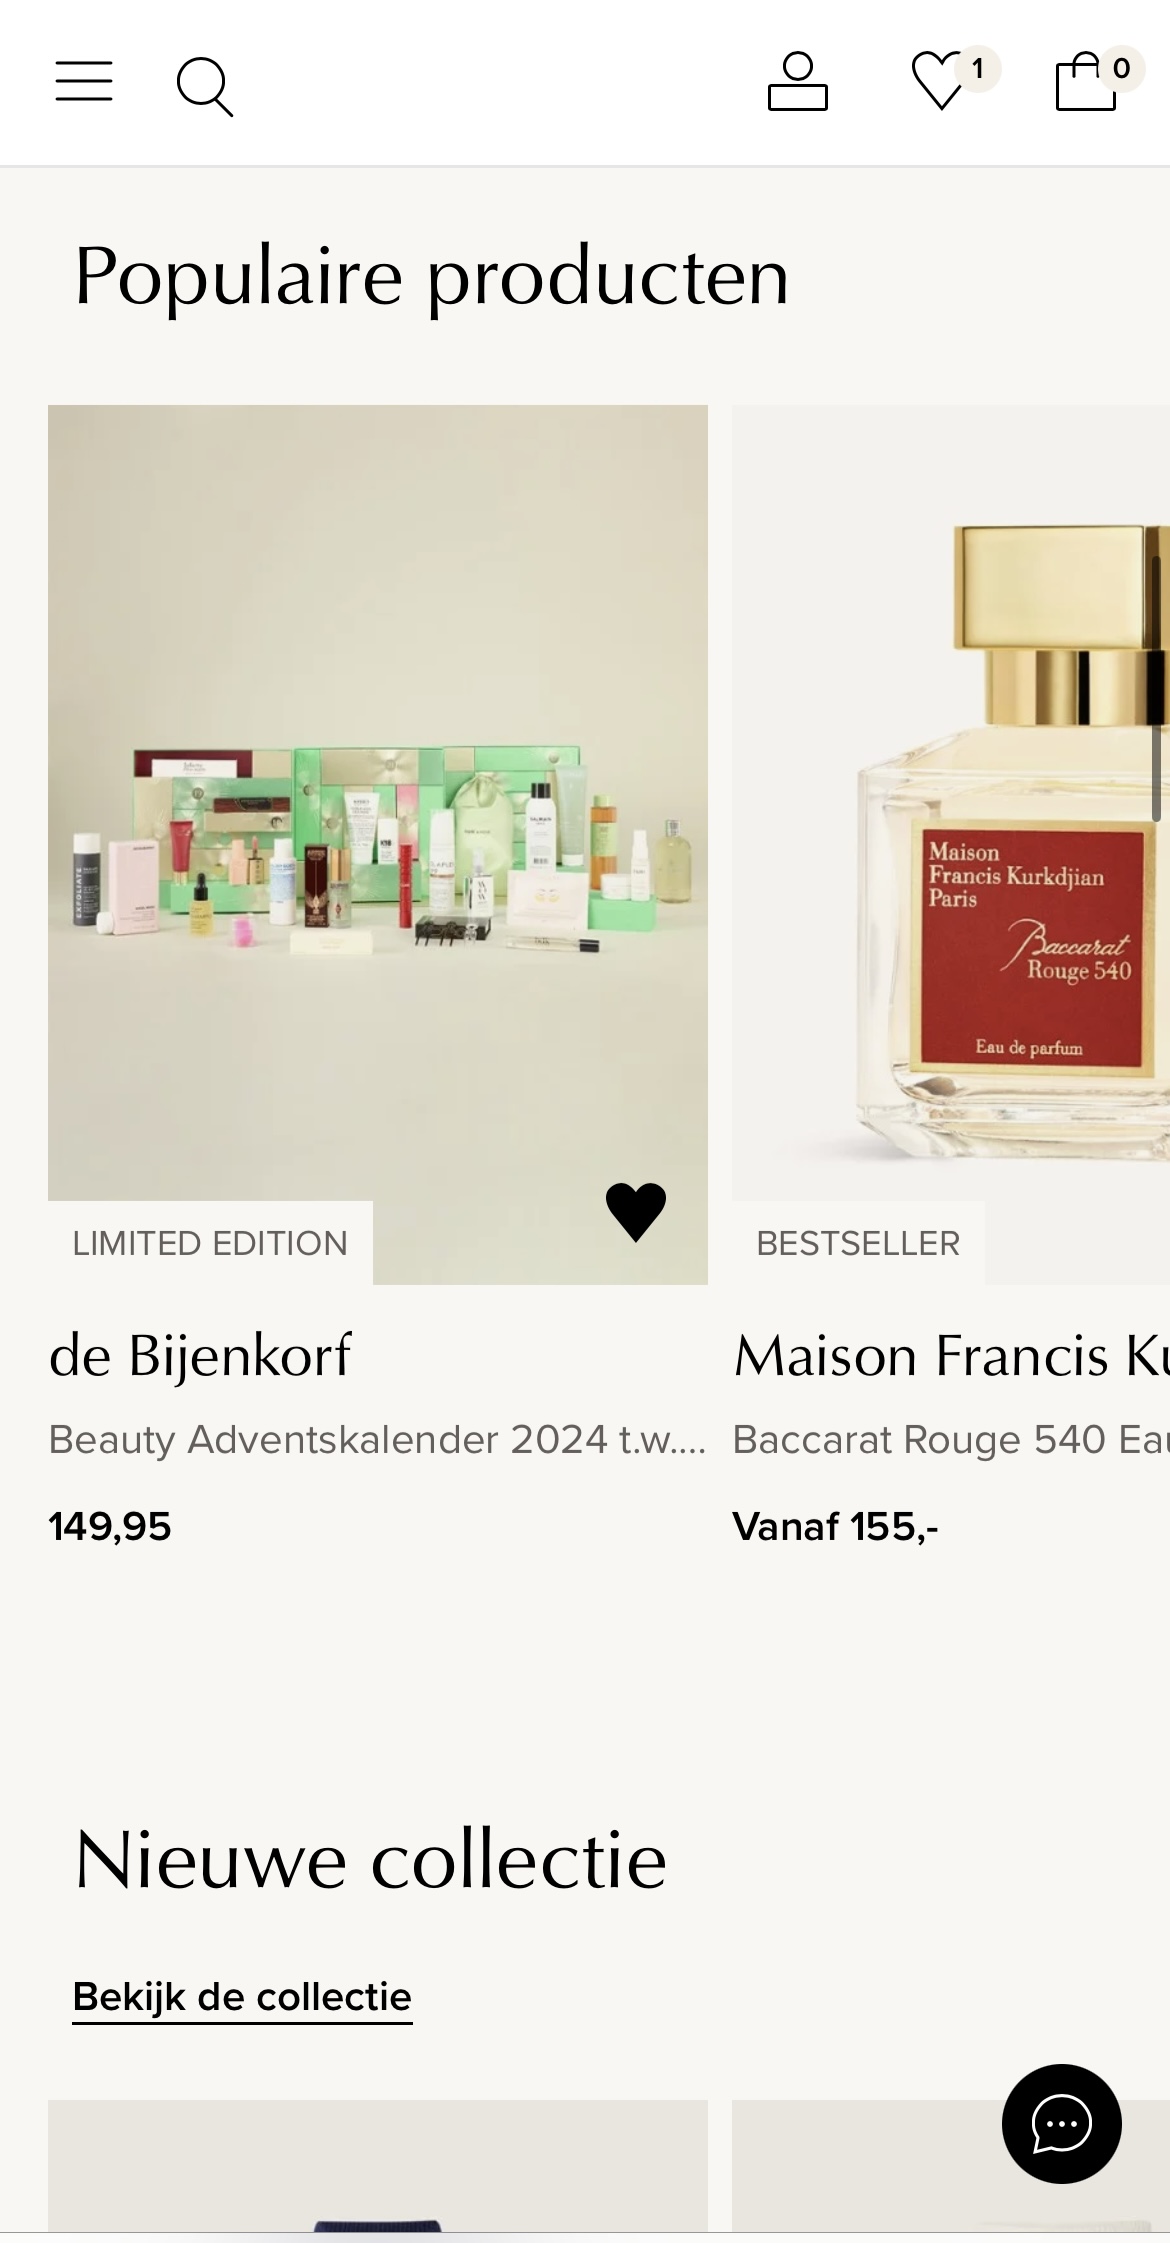 1
0
Populaire producten
Maison
Francis Kurkdjian
Paris
Baccarat
Rouge 540
Eau de parfum
LIMITED EDITION
BESTSELLER
de Bijenkorf
Maison Francis Ku
Beauty Adventskalender 2024 t.w....
Baccarat Rouge 540 Eau
149,95
Vanaf 155,-
Nieuwe collectie
Bekijk de collectie